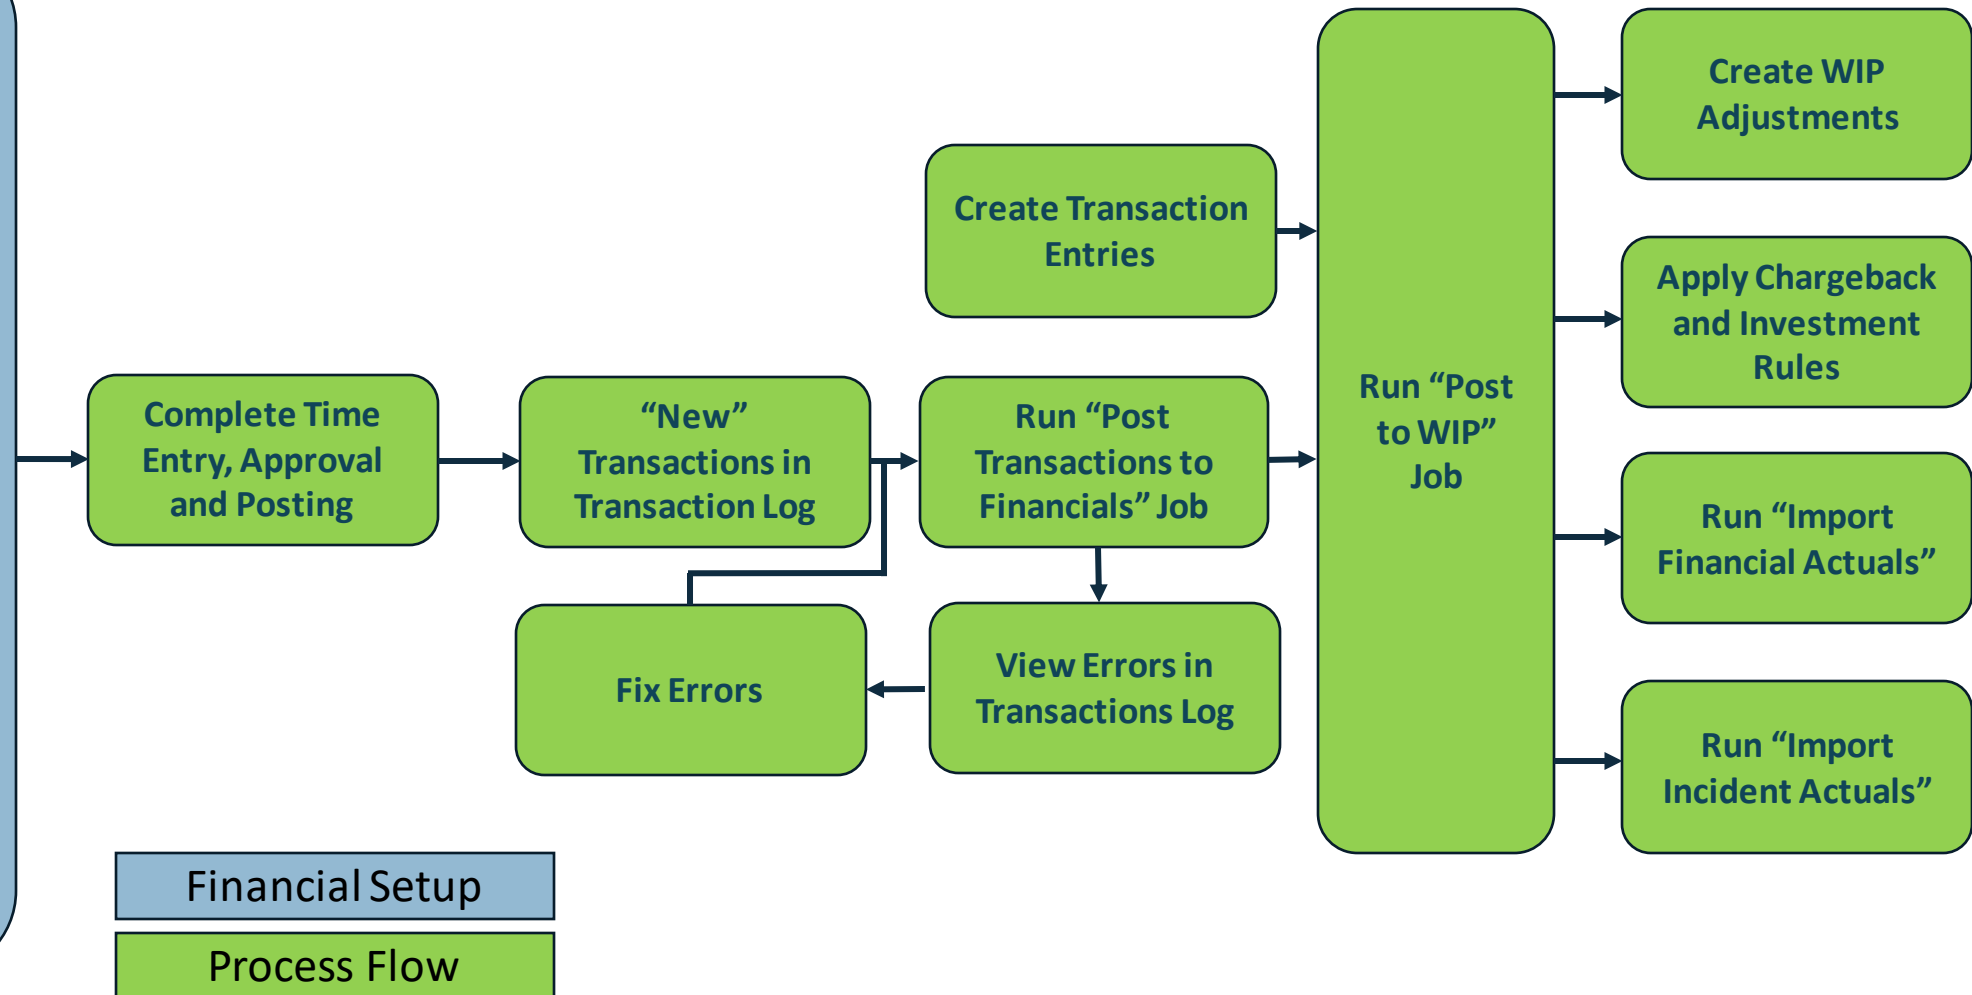 Create WIP
Adjustments
Create Transaction
Entries
Apply Chargeback
and Investment
Rules
Complete Time
Entry, Approval
and Posting
“New”
Transactions in
Transaction Log
Run “Post
Transactions to
Financials” Job
Run “Post
to WIP”
Job
Run “Import
Financial Actuals”
Fix Errors
View Errors in
Transactions Log
Run “Import
Incident Actuals”
Financial Setup
Process Flow